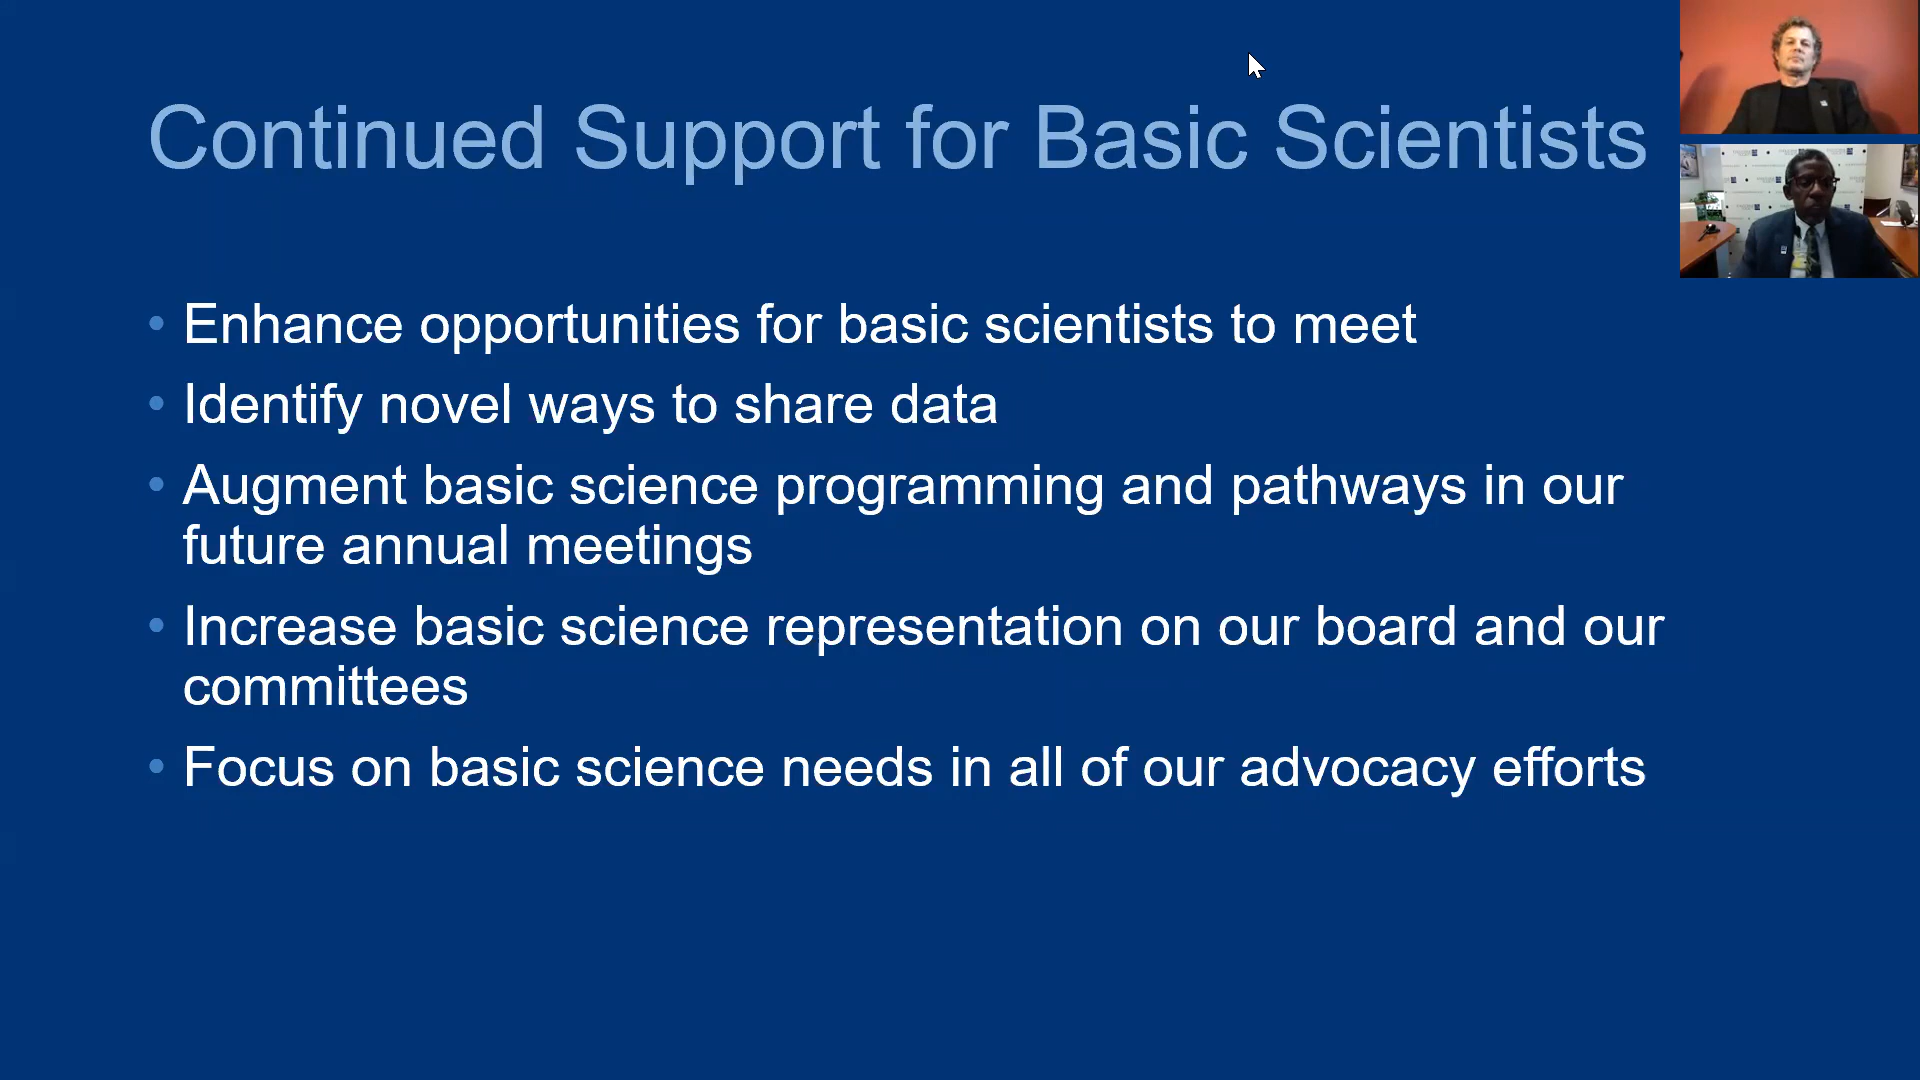 Continued Support for Basic Scientists
• Enhance opportunities for basic scientists to meet
• Identify novel ways to share data
• Augment basic science programming and pathways in our
future annual meetings
• Increase basic science representation on our board and our
committees
• Focus on basic science needs in all of our advocacy efforts